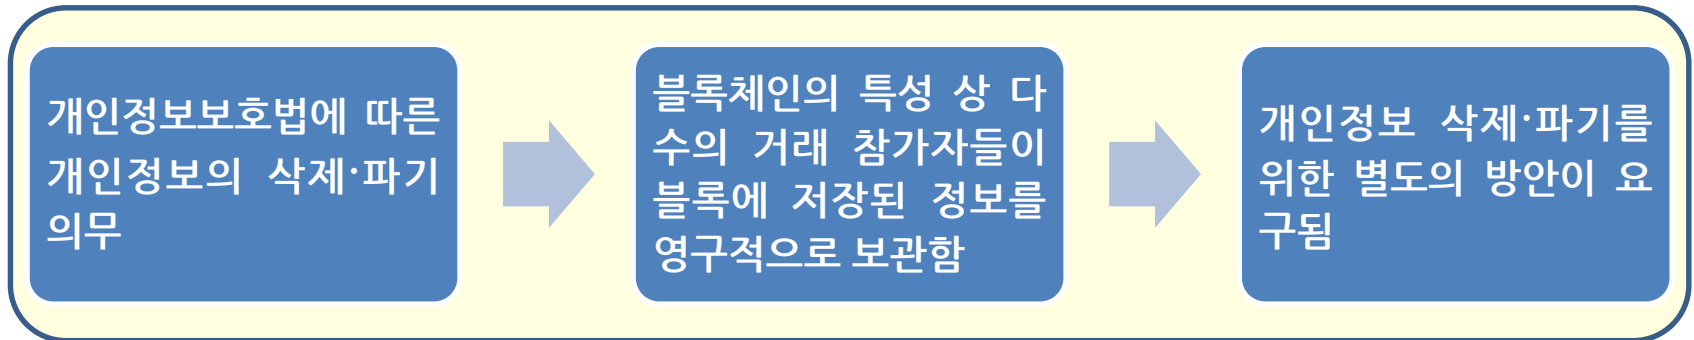 개인정보보호법에 따른
개인정보의 삭제·파기
의무
블록체인의 특성 상 다
수의 거래 참가자들이
블록에 저장된 정보를
영구적으로 보관함
개인정보 삭제·파기를
위한 별도의 방안이 요
구됨